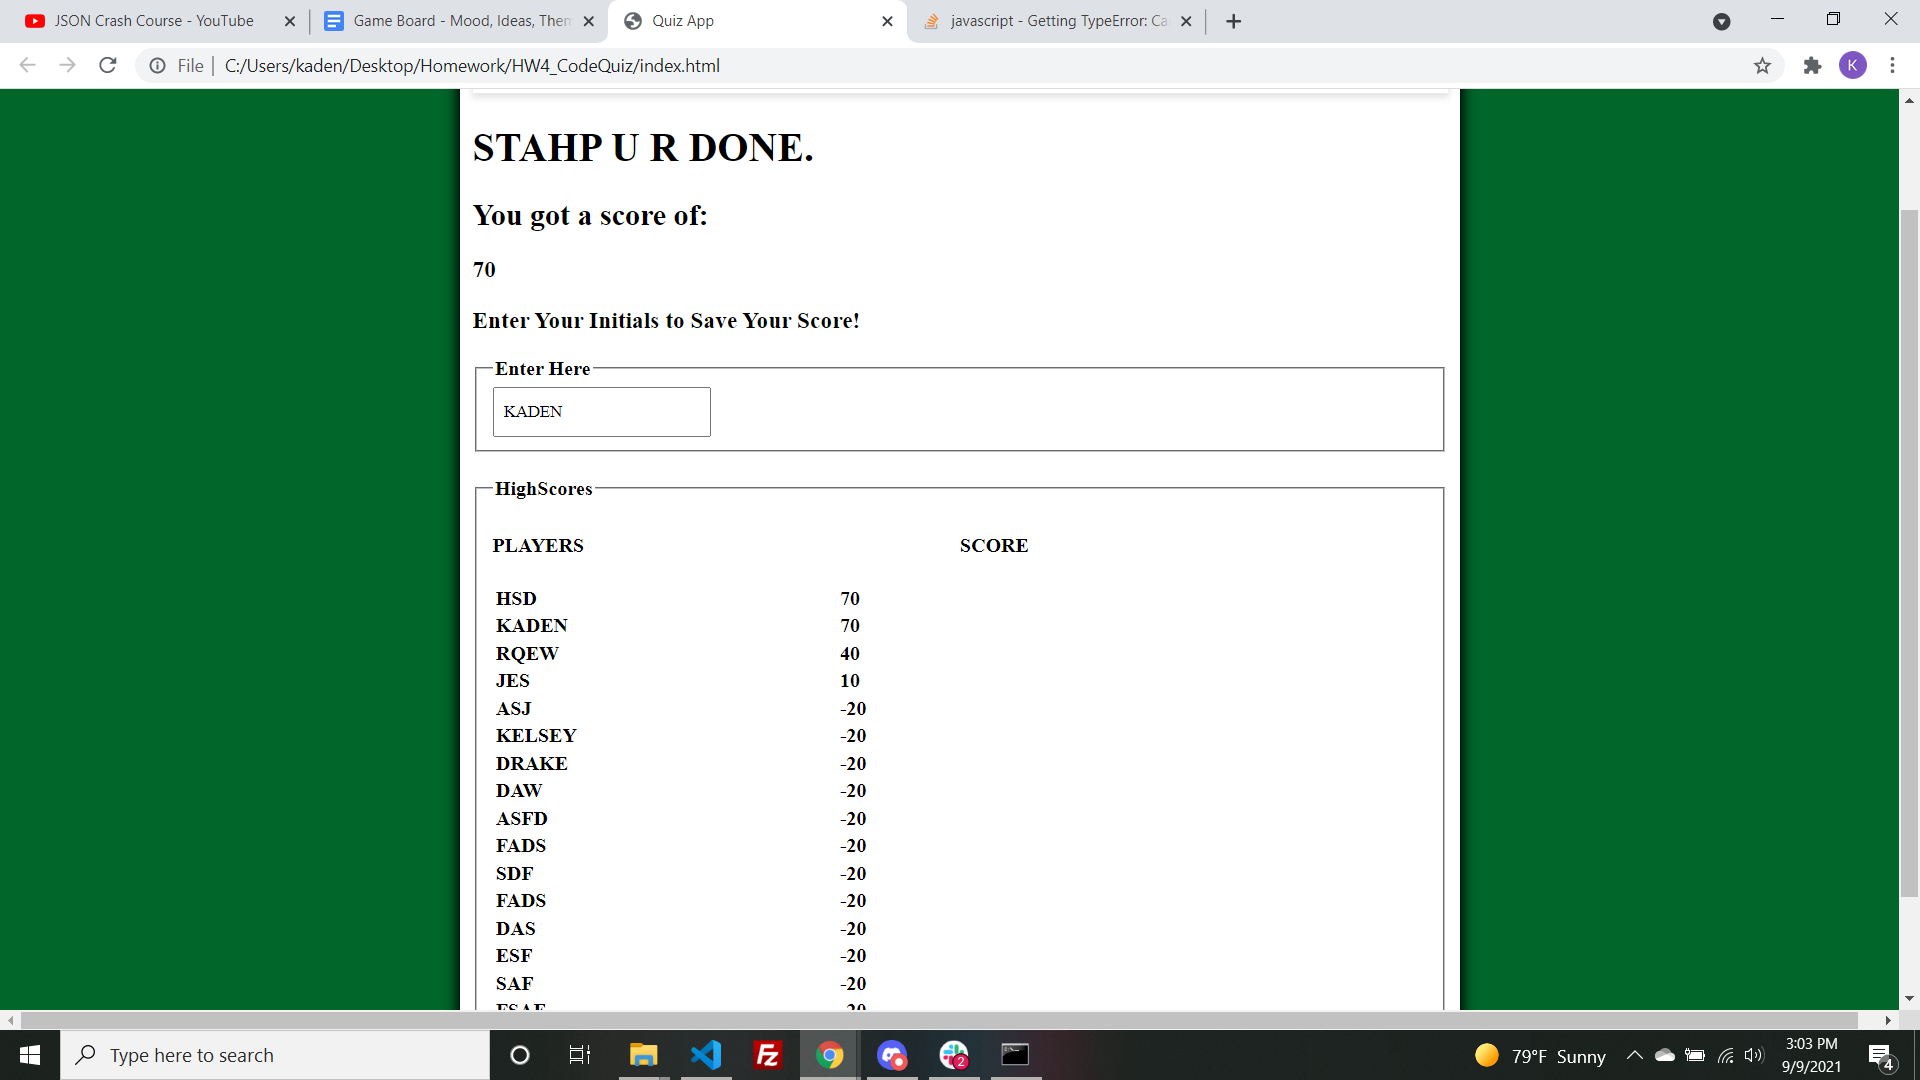 JSON Crash Course - YouTube
Game Board - Mood, Ideas, Them
Quiz App
javascript - Getting TypeError: Ca
File
C:/Users/kaden/Desktop/Homework/HW4_CodeQuiz/index.html
K
STAHP U R DONE.
You got a score of:
70
Enter Your Initials to Save Your Score!
Enter Here
KADEN
HighScores
PLAYERS SCORE
HSD 70
KADEN 70
RQEW 40
JES 10
ASJ -20
KELSEY -20
DRAKE -20
DAW -20
ASFD -20
FADS -20
SDF -20
FADS -20
DAS -20
ESF -20
SAF -20
-20
Type here to search
Fz
2
79°F Sunny
3:03 PM
9/9/2021
4